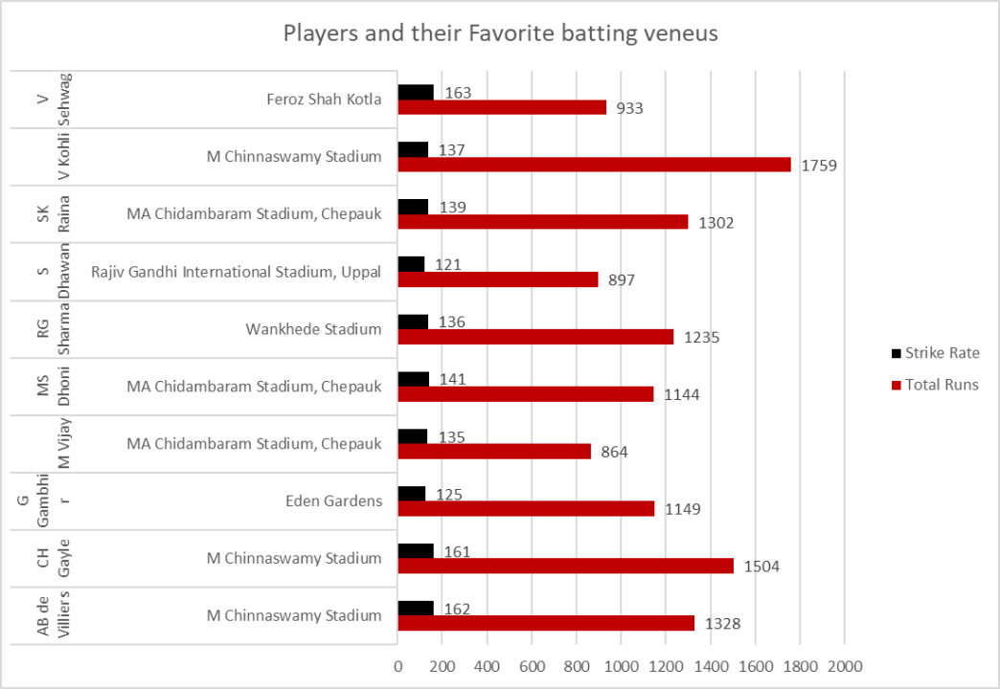 Players and their Favorite batting veneus
V
Sehwag
Feroz Shah Kotla
163
933
V Kohli
M Chinnaswamy Stadium
137
1759
SK
Raina
MA Chidambaram Stadium, Chepauk
139
1302
S
Dhawan
Rajiv Gandhi International Stadium, Uppal
121
897
RG
Sharma
Wankhede Stadium
136
1235
MS
Dhoni
MA Chidambaram Stadium, Chepauk
141
1144
M Vijay
MA Chidambaram Stadium, Chepauk
135
864
G
Gambhi
r
Eden Gardens
125
1149
CH
Gayle
M Chinnaswamy Stadium
161
1504
AB de
Villiers
M Chinnaswamy Stadium
162
1328
0 200 400 600 800 1000 1200 1400 1600 1800 2000
Strike Rate
Total Runs